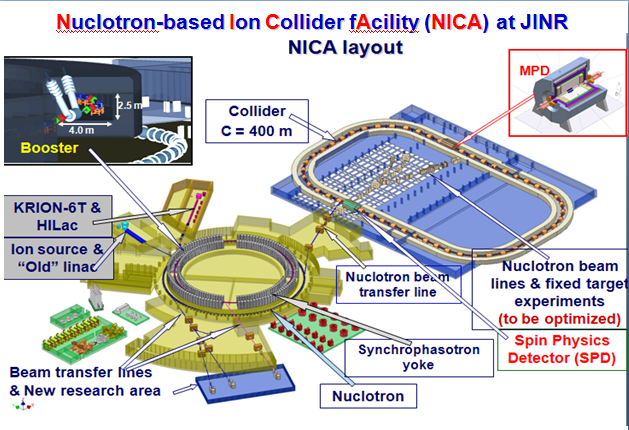 Nuclotron-based Ion Collider fAcility (NICA) at JINR
NICA layout
2.5 m
4.0 m
Booster
Collider
C = 400 m
MPD
KRION-6T &
HILac
Ion source &
“Old” linac
Nuclotron beam
transfer line
Nuclotron beam
lines & fixed target
experiments
(to be optimized)
Spin Physics
Detector (SPD)
Synchrophasotron
yoke
Beam transfer lines
& New research area
Nuclotron